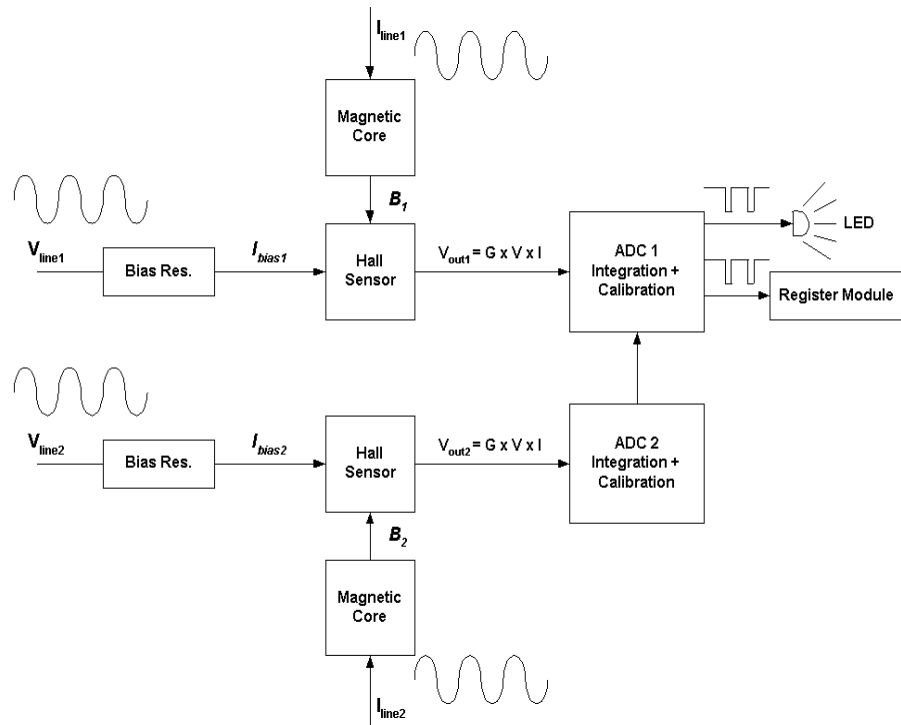 I line1
Magnetic
Core
B1
Vline1
Bias Res.
Ibias1
Hall
Sensor
Vout1 = G x V x I
ADC 1
Integration +
Calibration
LED
Register Module
Vline2
Bias Res.
Ibias2
Hall
Sensor
Vout2 = G x V x I
ADC 2
Integration +
Calibration
B2
Magnetic
Core
Iline2